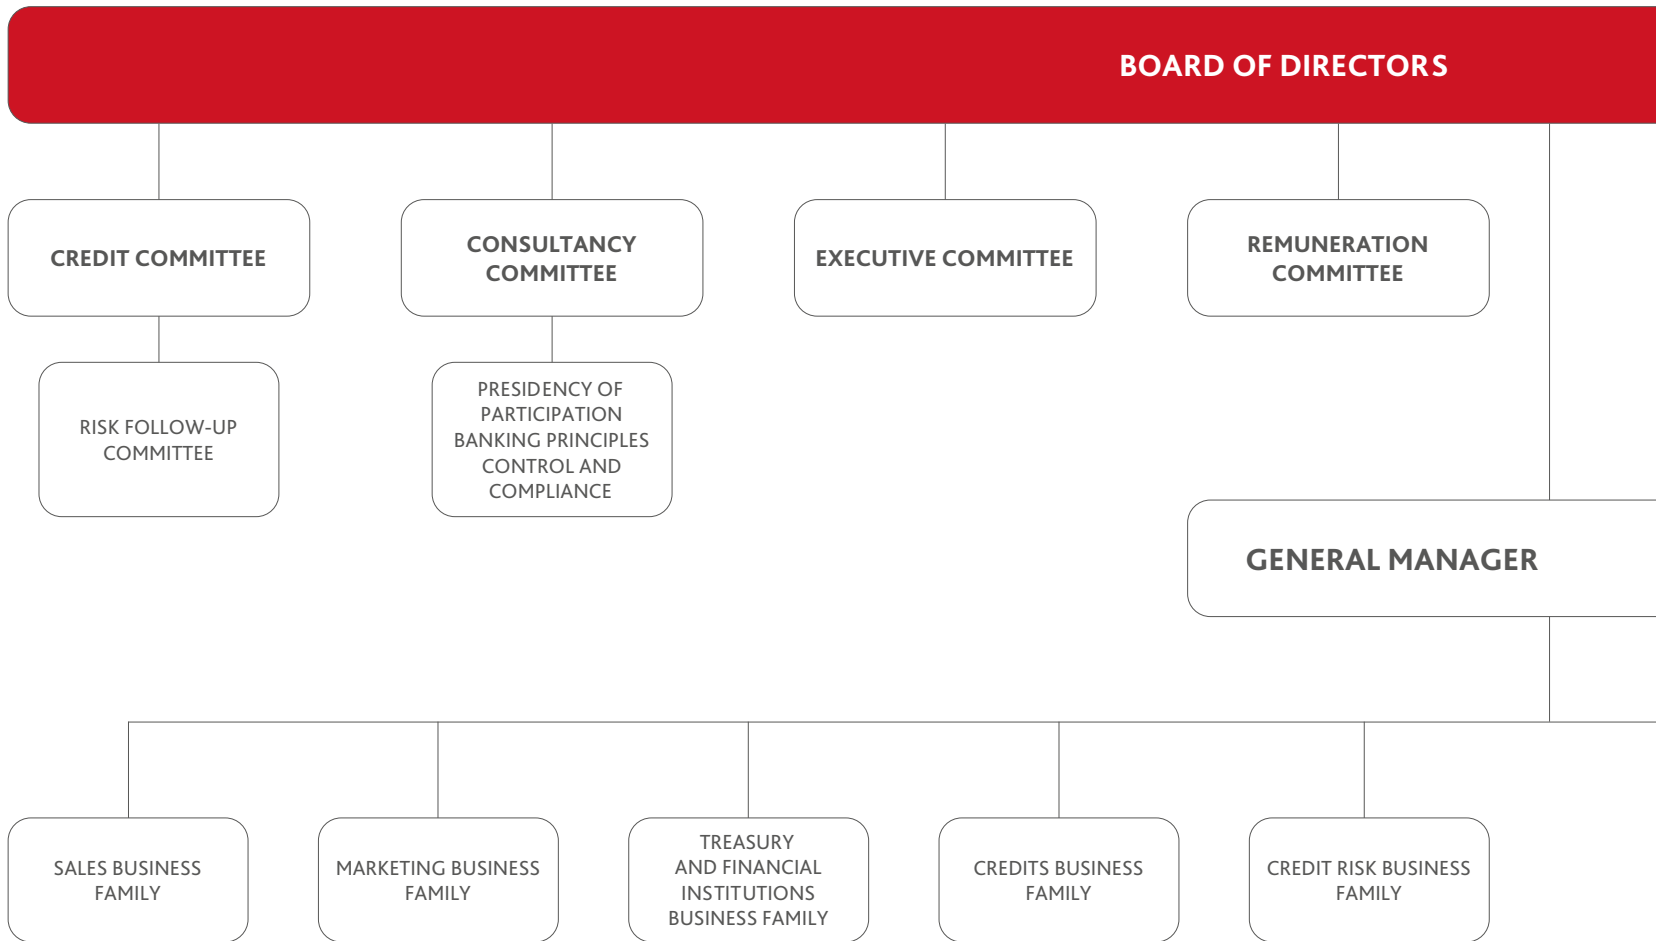 BOARD OF DIRECTORS
CREDIT COMMITTEE
CONSULTANCY
COMMITTEE
EXECUTIVE COMMITTEE
REMUNERATION
COMMITTEE
RISK FOLLOW-UP
COMMITTEE
PRESIDENCY OF
PARTICIPATION
BANKING PRINCIPLES
CONTROL AND
COMPLIANCE
GENERAL MANAGER
SALES BUSINESS
FAMILY
MARKETING BUSINESS
FAMILY
TREASURY
AND FINANCIAL
INSTITUTIONS
BUSINESS FAMILY
CREDITS BUSINESS
FAMILY
CREDIT RISK BUSINESS
FAMILY